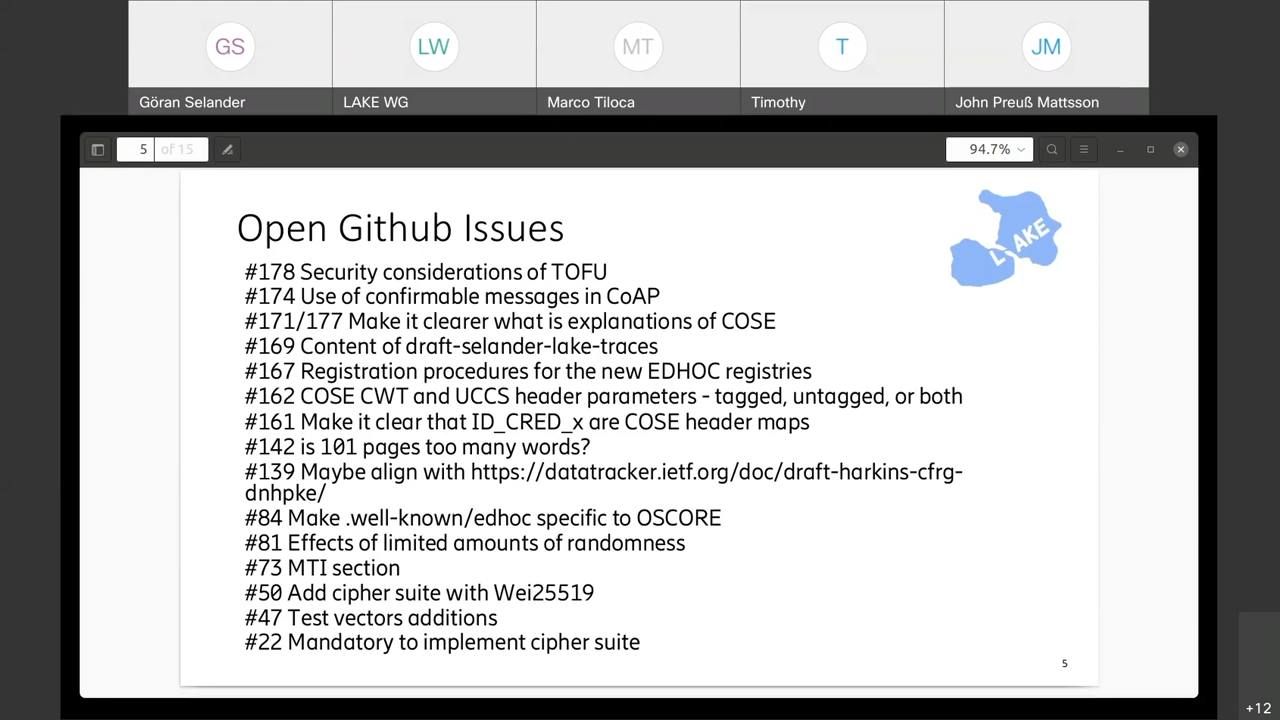 GS
LW
MT
T
JM
Göran Selander
LAKE WG
Marco Tiloca
Timothy
John Preuß Mattsson
5 of 15
94.7%
Open Github Issues
LAKE
#178 Security considerations of TOFU
#174 Use of confirmable messages in CoAP
#171/177 Make it clearer what is explanations of COSE
#169 Content of draft-selander-lake-traces
#167 Registration procedures for the new EDHOC registries
#162 COSE CWT and UCCS header parameters - tagged, untagged, or both
#161 Make it clear that ID_CRED_x are COSE header maps
#142 is 101 pages too many words?
#139 Maybe align with https://datatracker.ietf.org/doc/draft-harkins-cfrg-
dnhpke/
#84 Make .well-known/edhoc specific to OSCORE
#81 Effects of limited amounts of randomness
#73 MTI section
#50 Add cipher suite with Wei25519
#47 Test vectors additions
#22 Mandatory to implement cipher suite
5
+12